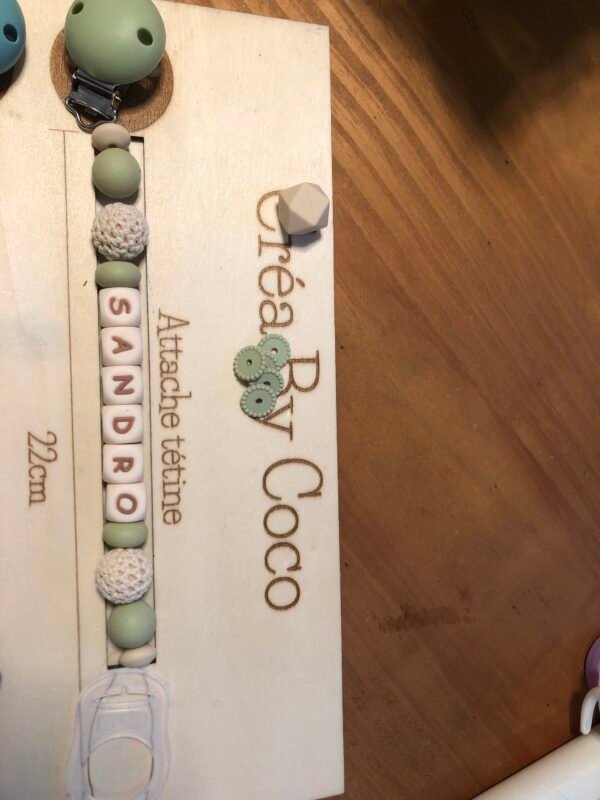 Créa By Coco
Attache tétine
SANDRO
22cm